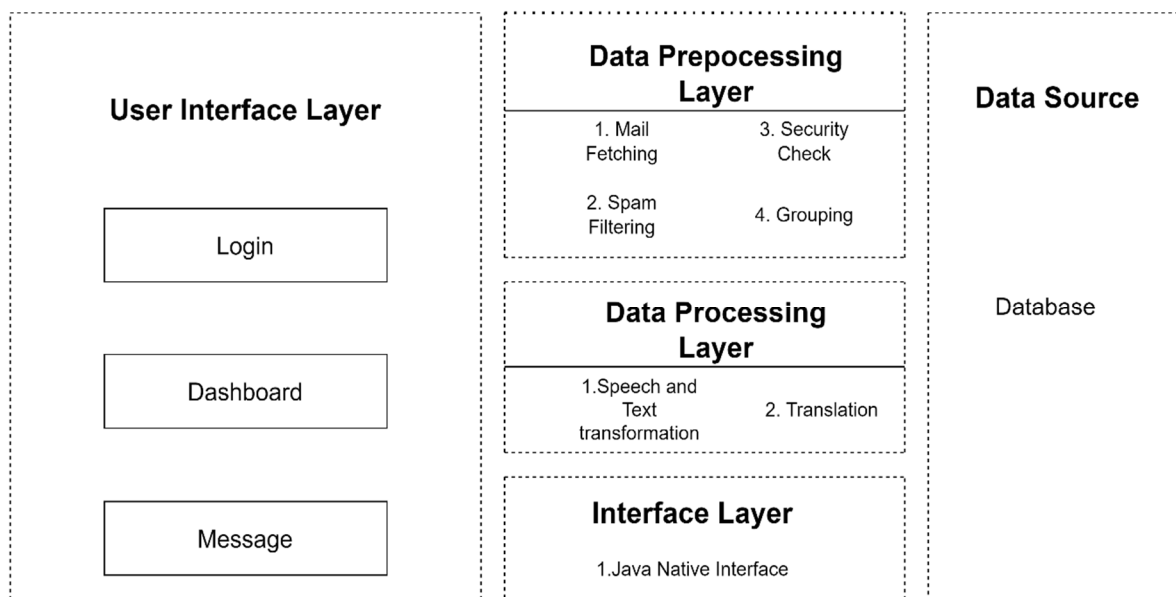 User Interface Layer
Login
Dashboard
Message
Data Prepocessing
Layer
1. Mail
Fetching
3. Security
Check
2. Spam
Filtering
4. Grouping
Data Processing
Layer
1.Speech and
Text
transformation
2. Translation
Interface Layer
1.Java Native Interface
Data Source
Database